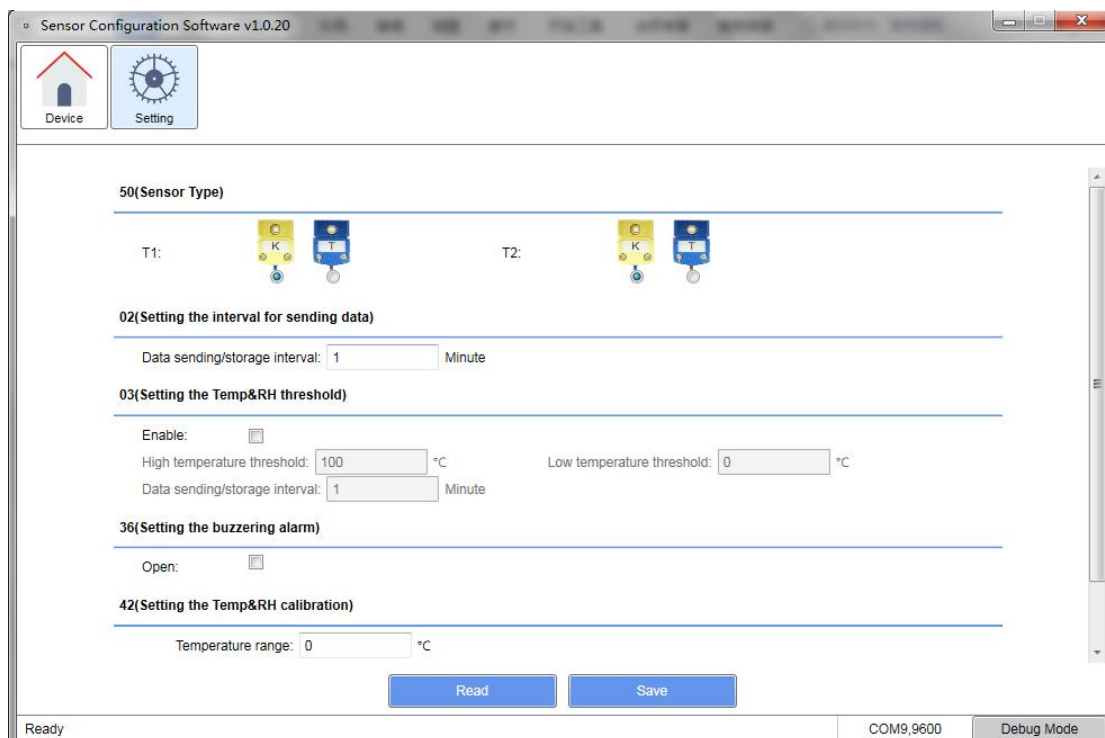 Sensor Configuration Software v1.0.20
Device Setting
50(Sensor Type)
T1: K T T2: K T
02(Setting the interval for sending data)
Data sending/storage interval: 1 Minute
03(Setting the Temp&RH threshold)
Enable:
High temperature threshold: 100 °C Low temperature threshold: 0 °C
Data sending/storage interval: 1 Minute
36(Setting the buzzering alarm)
Open:
42(Setting the Temp&RH calibration)
Temperature range: 0 °C
Read Save
Ready COM9,9600 Debug Mode